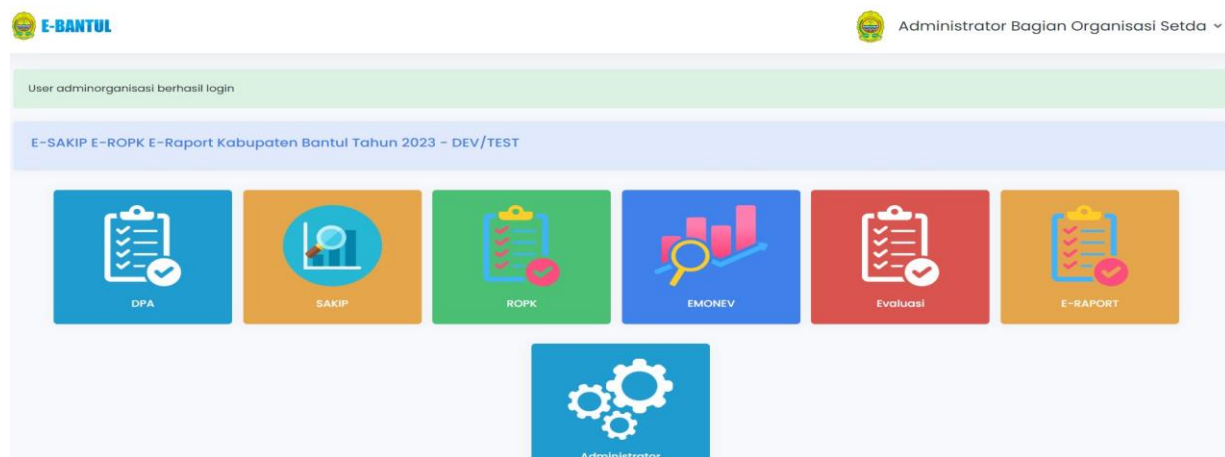 E-BANTUL
Administrator Bagian Organisasi Setda
User adminorganisasi berhasil login
E-SAKIP E-ROPK E-Raport Kabupaten Bantul Tahun 2023 - DEV/TEST
DPA
SAKIP
ROPK
EMONEV
Evaluasi
E-RAPORT
Administrator